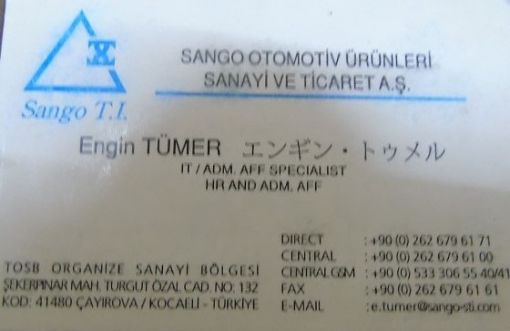 Sango T.I.
SANGO OTOMOTİV ÜRÜNLERİ
SANAYİ VE TİCARET A.Ş.
Engin TÜMER エンギン・トゥメル
IT / ADM. AFF SPECIALIST
HR AND ADM. AFF
DIRECT : +90 (0) 262 679 61 71
CENTRAL : +90 (0) 262 679 61 00
CENTRAL GSM : +90 (0) 533 306 55 40/41
FAX : +90 (0) 262 679 61 61
E-MAIL : e.tumer@sango-sti.com
TOSB ORGANİZE SANAYİ BÖLGESİ
ŞEKERPINAR MAH. TURGUT ÖZAL CAD. NO: 132
KOD: 41480 ÇAYIROVA / KOCAELİ - TÜRKİYE